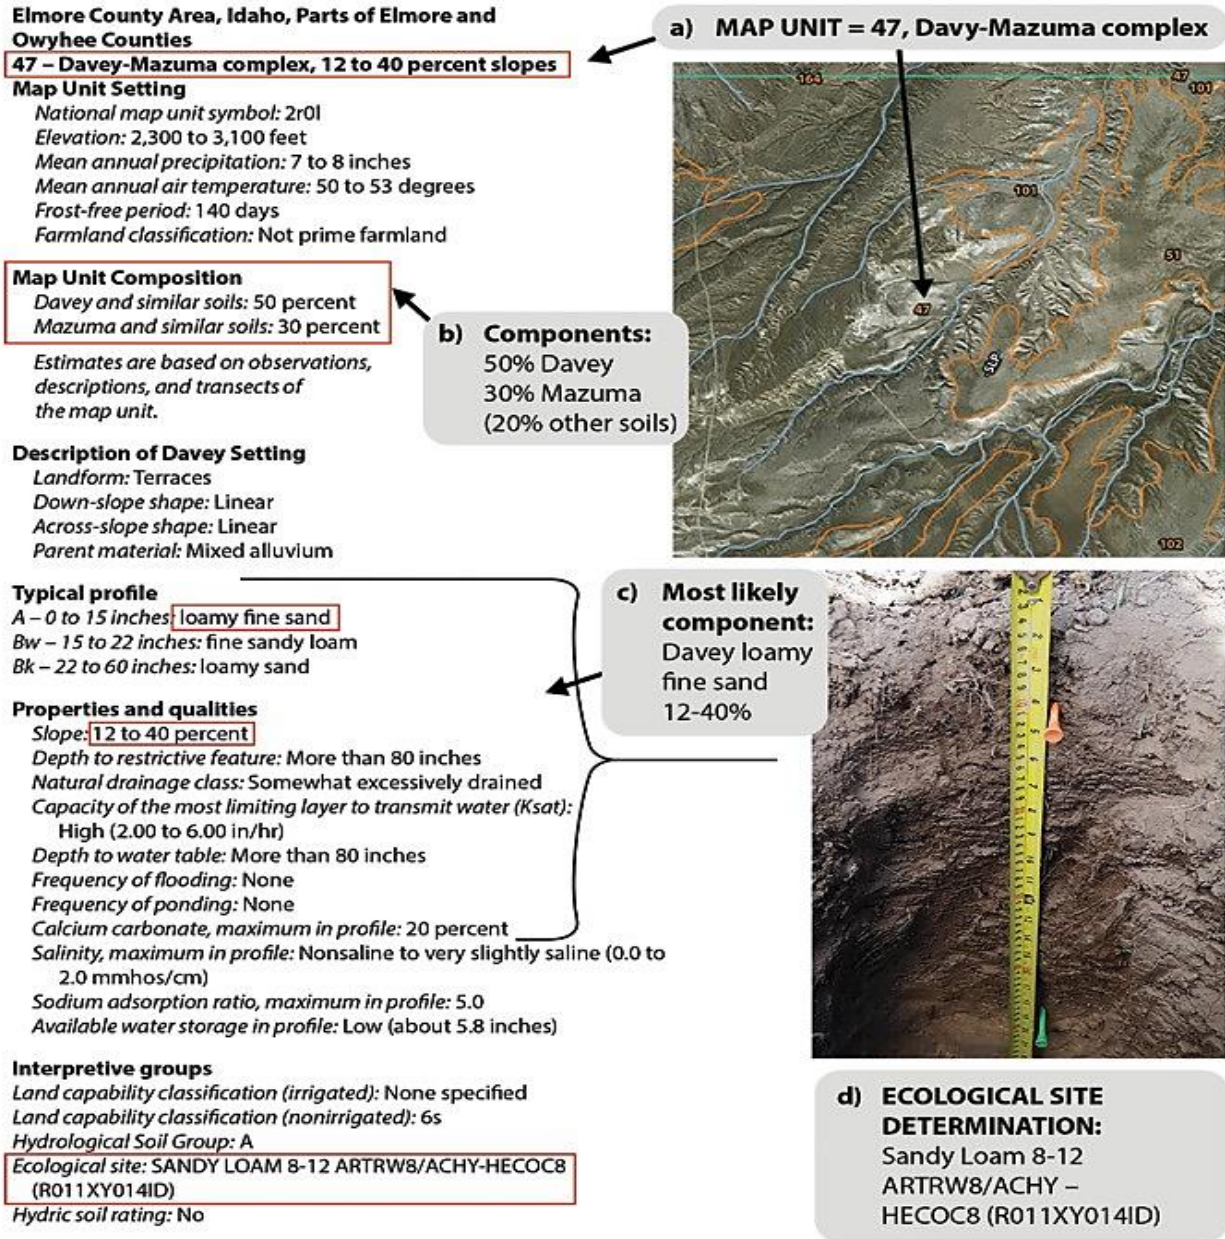 Elmore County Area, Idaho, Parts of Elmore and
Owyhee Counties
47 – Davey-Mazuma complex, 12 to 40 percent slopes
Map Unit Setting
National map unit symbol: 2r0l
Elevation: 2,300 to 3,100 feet
Mean annual precipitation: 7 to 8 inches
Mean annual air temperature: 50 to 53 degrees
Frost-free period: 140 days
Farmland classification: Not prime farmland
Map Unit Composition
Davey and similar soils: 50 percent
Mazuma and similar soils: 30 percent
Estimates are based on observations,
descriptions, and transects of
the map unit.
Description of Davey Setting
Landform: Terraces
Down-slope shape: Linear
Across-slope shape: Linear
Parent material: Mixed alluvium
Typical profile
A – 0 to 15 inches: loamy fine sand
Bw – 15 to 22 inches: fine sandy loam
Bk – 22 to 60 inches: loamy sand
Properties and qualities
Slope: 12 to 40 percent
Depth to restrictive feature: More than 80 inches
Natural drainage class: Somewhat excessively drained
Capacity of the most limiting layer to transmit water (Ksat):
High (2.00 to 6.00 in/hr)
Depth to water table: More than 80 inches
Frequency of flooding: None
Frequency of ponding: None
Calcium carbonate, maximum in profile: 20 percent
Salinity, maximum in profile: Nonsaline to very slightly saline (0.0 to
2.0 mmhos/cm)
Sodium adsorption ratio, maximum in profile: 5.0
Available water storage in profile: Low (about 5.8 inches)
Interpretive groups
Land capability classification (irrigated): None specified
Land capability classification (nonirrigated): 6s
Hydrological Soil Group: A
Ecological site: SANDY LOAM 8-12 ARTRW8/ACHY-HECOC8
(R011XY014ID)
Hydric soil rating: No
a) MAP UNIT = 47, Davy-Mazuma complex
164
47
101
101
51
47
SLP
102
b) Components:
50% Davey
30% Mazuma
(20% other soils)
c) Most likely
component:
Davey loamy
fine sand
12-40%
d) ECOLOGICAL SITE
DETERMINATION:
Sandy Loam 8-12
ARTRW8/ACHY –
HECOC8 (R011XY014ID)